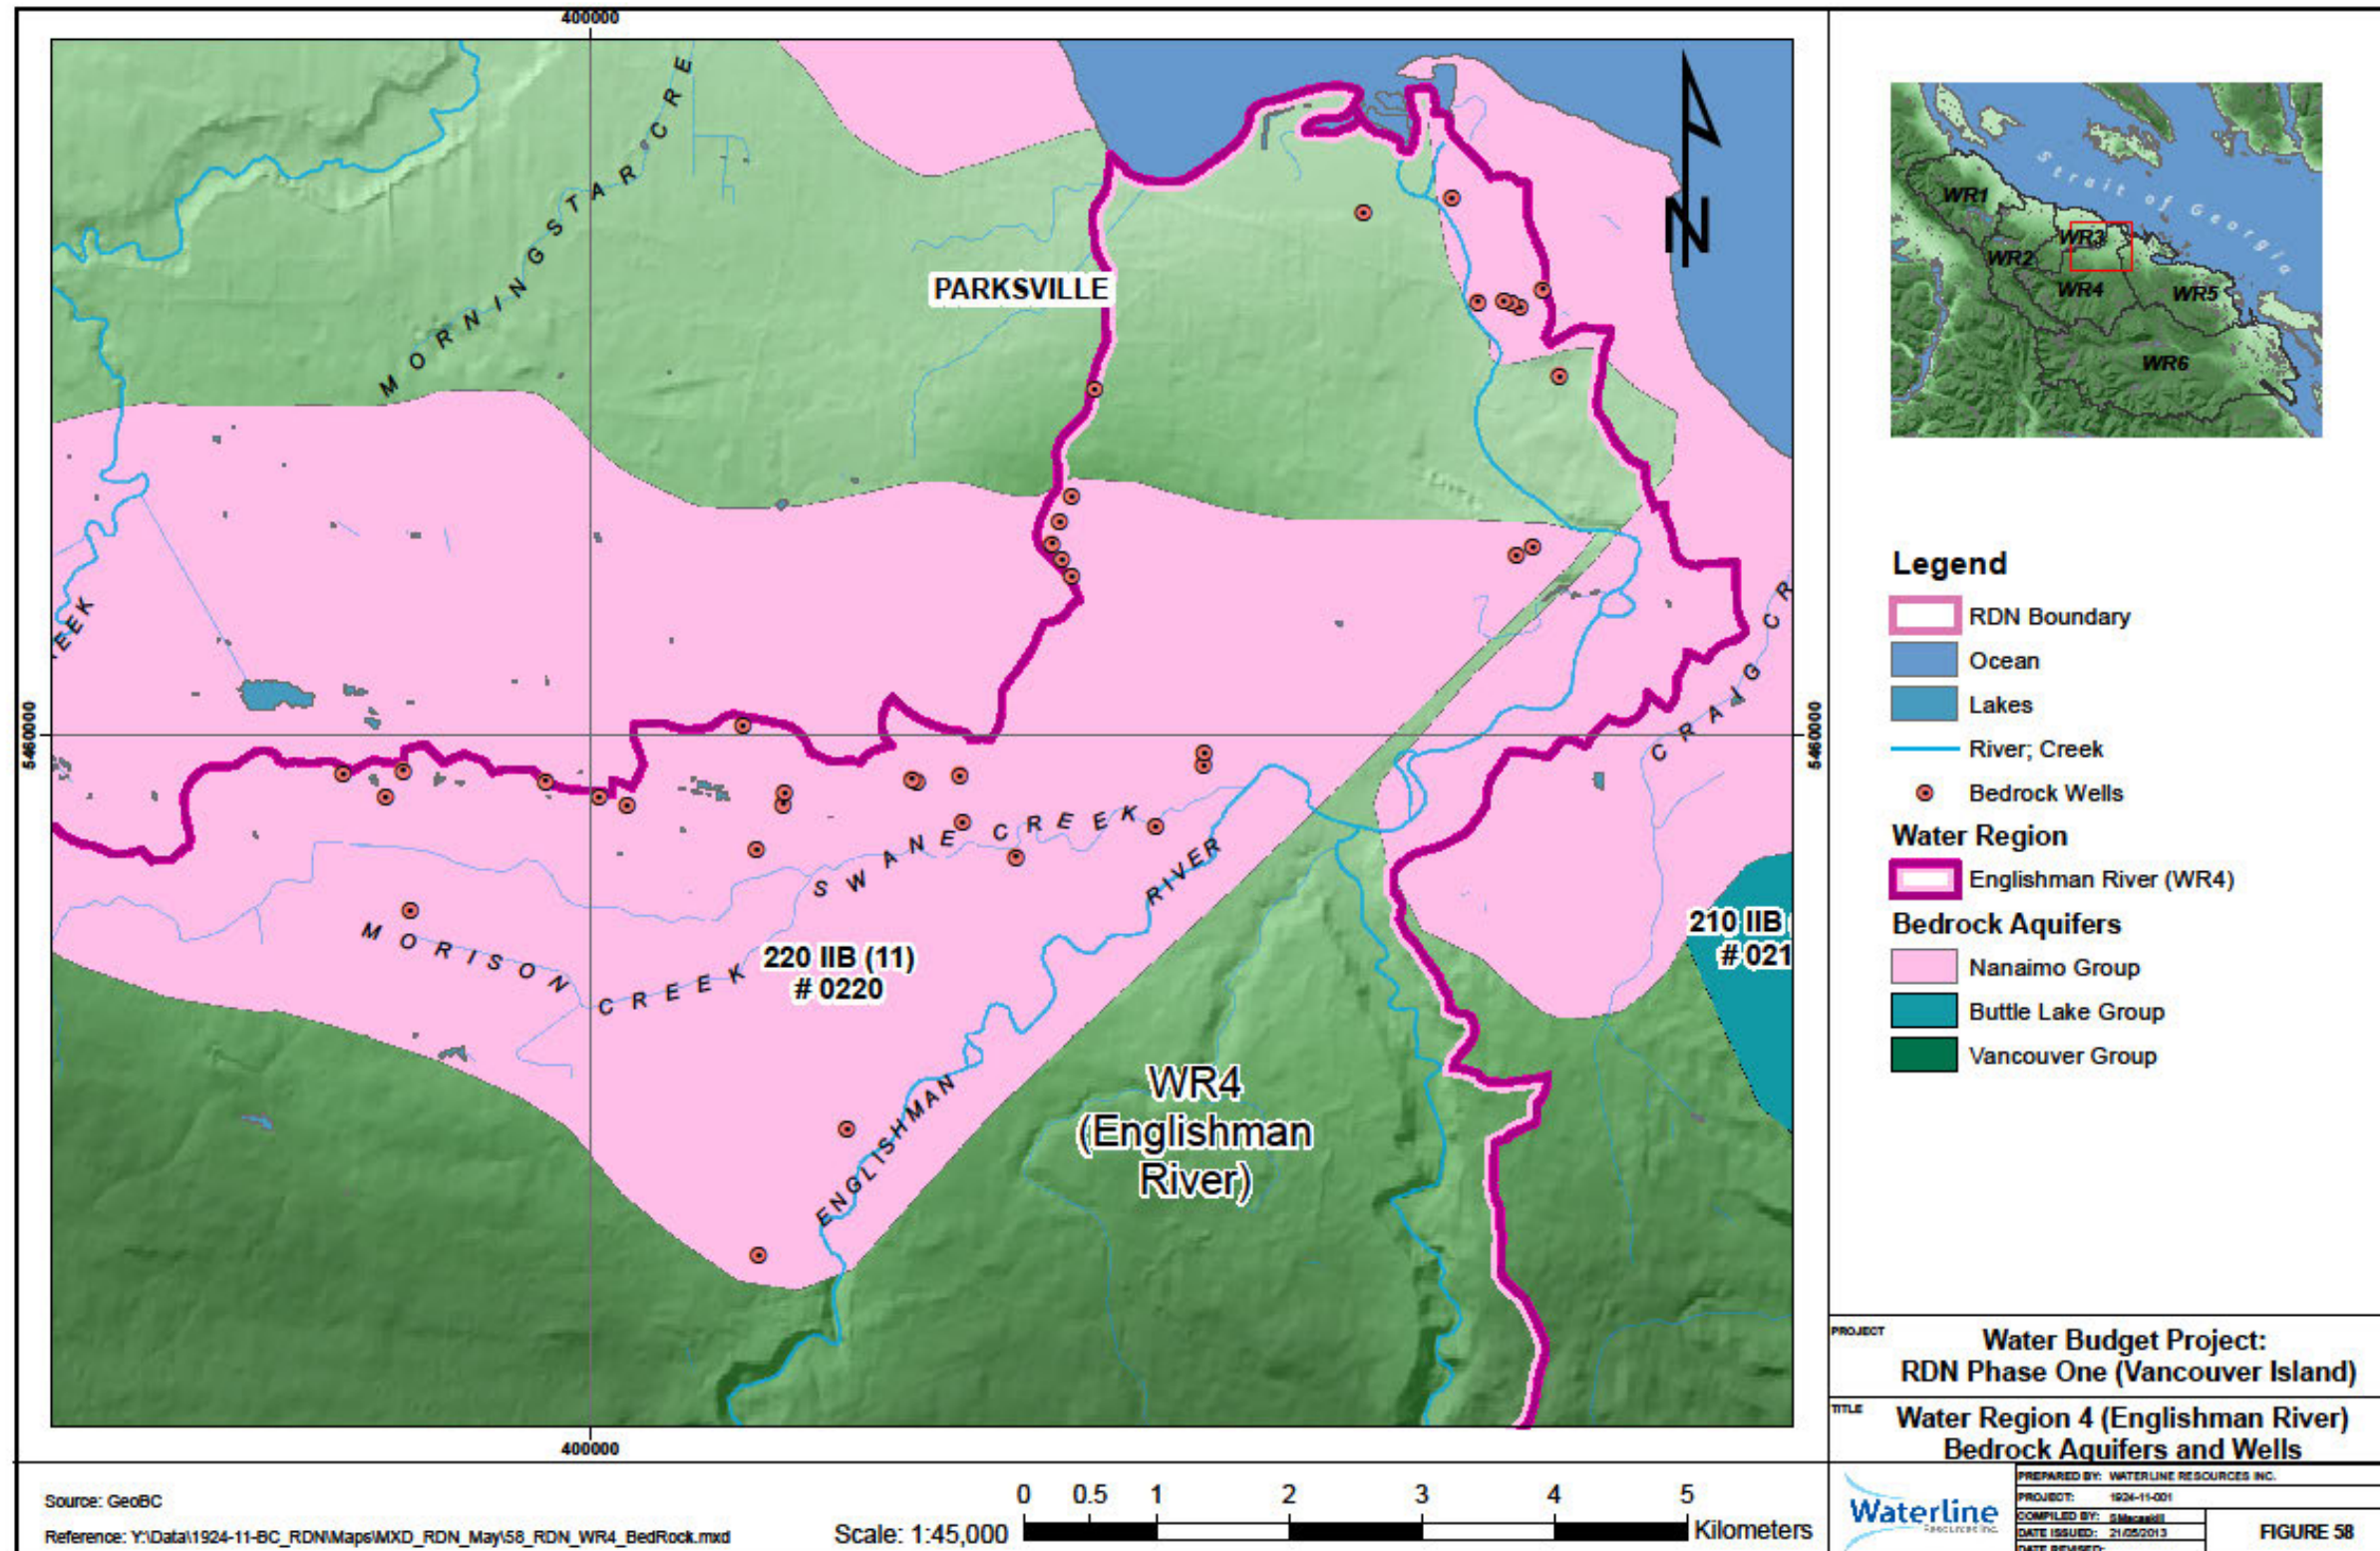 400000
MORNINGSTAR CRE
PARKSVILLE
EEK
5460000
5460000
CRAIG CR
SWANE CREEK
MORISON CREEK
220 IIB (11)
# 0220
ENGLISHMAN RIVER
210 IIB
# 021
WR4
(Englishman
River)
400000
N
Strait of Georgia
WR1
WR2
WR3
WR4
WR5
WR6
Legend
RDN Boundary
Ocean
Lakes
River; Creek
Bedrock Wells
Water Region
Englishman River (WR4)
Bedrock Aquifers
Nanaimo Group
Buttle Lake Group
Vancouver Group
PROJECT
Water Budget Project:
RDN Phase One (Vancouver Island)
TITLE
Water Region 4 (Englishman River)
Bedrock Aquifers and Wells
Source: GeoBC
Reference: Y:\Data\1924-11-BC_RDN\Maps\MXD_RDN_May\58_RDN_WR4_BedRock.mxd
Scale: 1:45,000
0 0.5 1 2 3 4 5
Kilometers
Waterline
Resources Inc.
PREPARED BY: WATERLINE RESOURCES INC.
PROJECT: 1924-11-001
COMPILED BY:
DATE ISSUED: 21/05/2013
DATE REVISED:
FIGURE 58